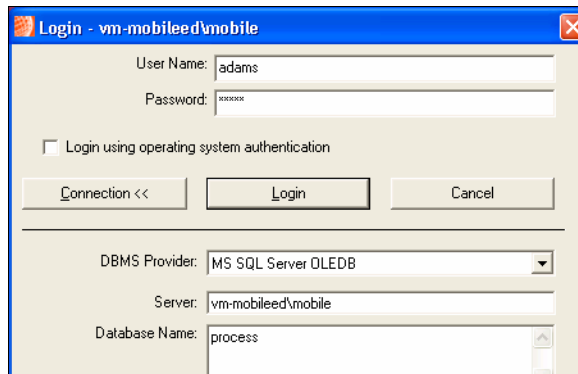 Login - vm-mobileed\mobile
User Name: adams
Password: *****
Login using operating system authentication
Connection << Login Cancel
DBMS Provider: MS SQL Server OLEDB
Server: vm-mobileed\mobile
Database Name: process